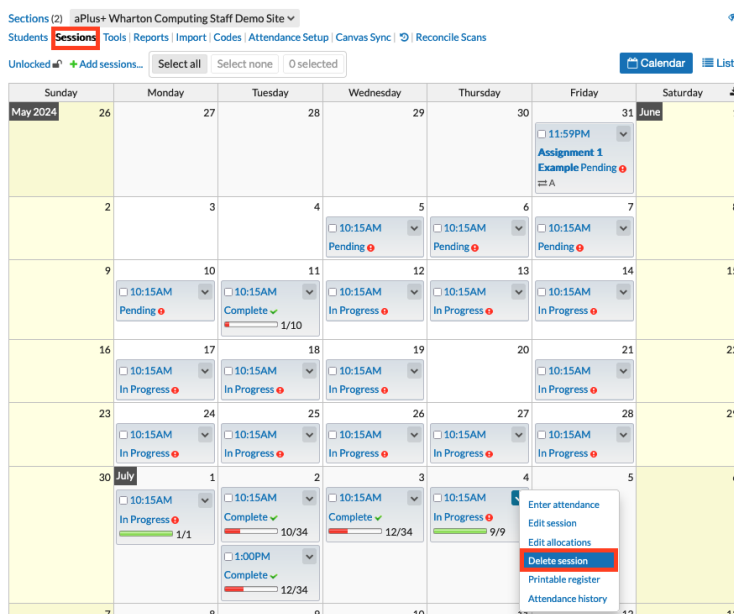 Sections (2) aPlus+ Wharton Computing Staff Demo Site
Students Sessions Tools | Reports | Import | Codes | Attendance Setup | Canvas Sync | Reconcile Scans
Unlocked + Add sessions... Select all Select none 0 selected Calendar List
Sunday Monday Tuesday Wednesday Thursday Friday Saturday
May 2024 26 27 28 29 30 31 June
11:59PM
Assignment 1
Example Pending
A
2 3 4 5 6 7
10:15AM 10:15AM 10:15AM
Pending Pending Pending
9 10 11 12 13 14
10:15AM 10:15AM 10:15AM 10:15AM 10:15AM
Pending Complete In Progress In Progress In Progress
1/10
16 17 18 19 20 21
10:15AM 10:15AM 10:15AM 10:15AM
In Progress In Progress In Progress In Progress
23 24 25 26 27 28
10:15AM 10:15AM 10:15AM 10:15AM 10:15AM
In Progress In Progress In Progress In Progress In Progress
30 July 1 2 3 4 5
10:15AM 10:15AM 10:15AM 10:15AM
In Progress Complete Complete In Progress
1/1 10/34 12/34 9/9
1:00PM
Complete
12/34
Enter attendance
Edit session
Edit allocations
Delete session
Printable register
Attendance history